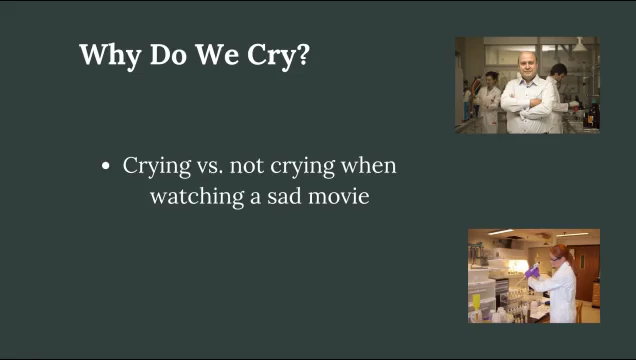 Why Do We Cry?
• Crying vs. not crying when
watching a sad movie